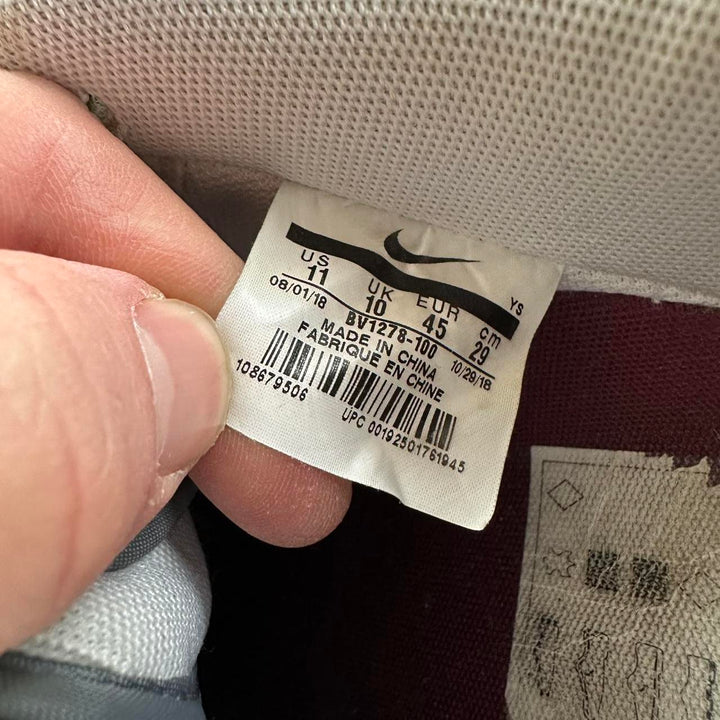 YS
US UK EUR cm
11 10 45 29
08/01/18 BV1278-100 10/29/18
MADE IN CHINA
FABRIQUE EN CHINE
108679506
UPC 00192501761945